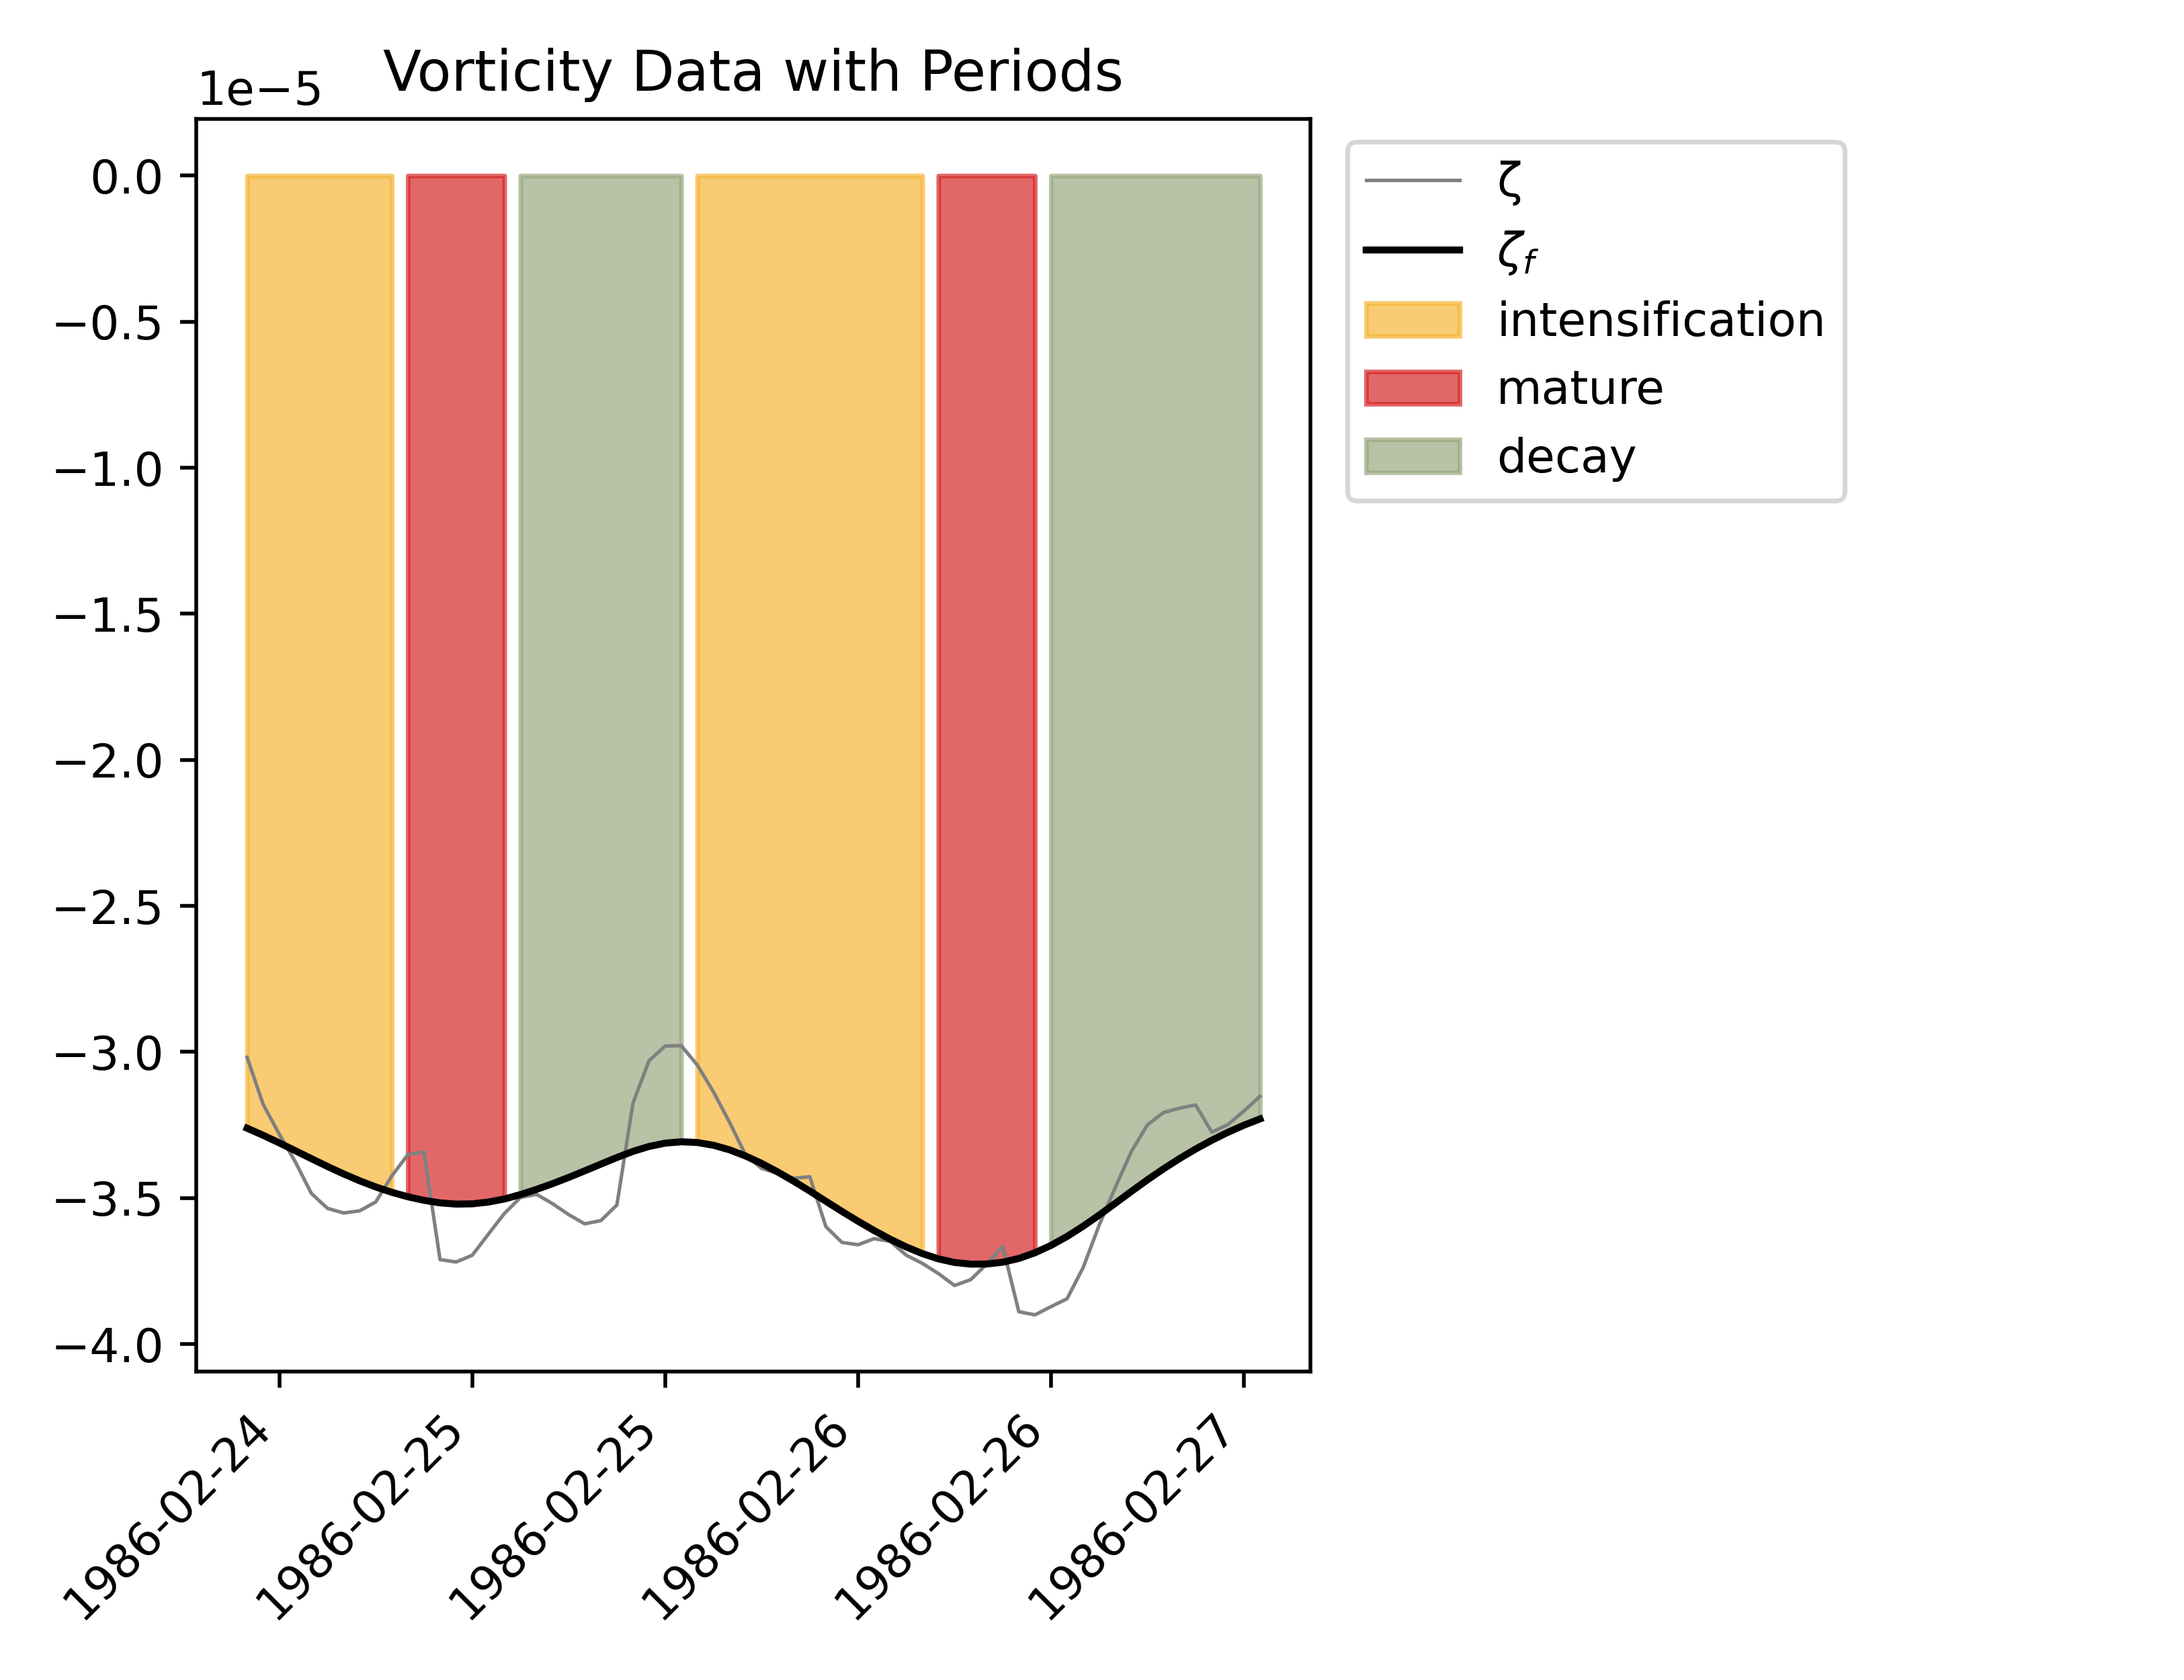 Vorticity Data with Periods
1e−5
0.0
−0.5
−1.0
−1.5
−2.0
−2.5
−3.0
−3.5
−4.0
1986-02-24
1986-02-25
1986-02-25
1986-02-26
1986-02-26
1986-02-27
ζ
ζf
intensification
mature
decay